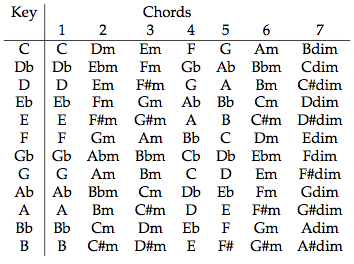 Key Chords
1 2 3 4 5 6 7
C C Dm Em F G Am Bdim
Db Db Ebm Fm Gb Ab Bbm Cdim
D D Em F#m G A Bm C#dim
Eb Eb Fm Gm Ab Bb Cm Ddim
E E F#m G#m A B C#m D#dim
F F Gm Am Bb C Dm Edim
Gb Gb Abm Bbm Cb Db Ebm Fdim
G G Am Bm C D Em F#dim
Ab Ab Bbm Cm Db Eb Fm Gdim
A A Bm C#m D E F#m G#dim
Bb Bb Cm Dm Eb F Gm Adim
B B C#m D#m E F# G#m A#dim